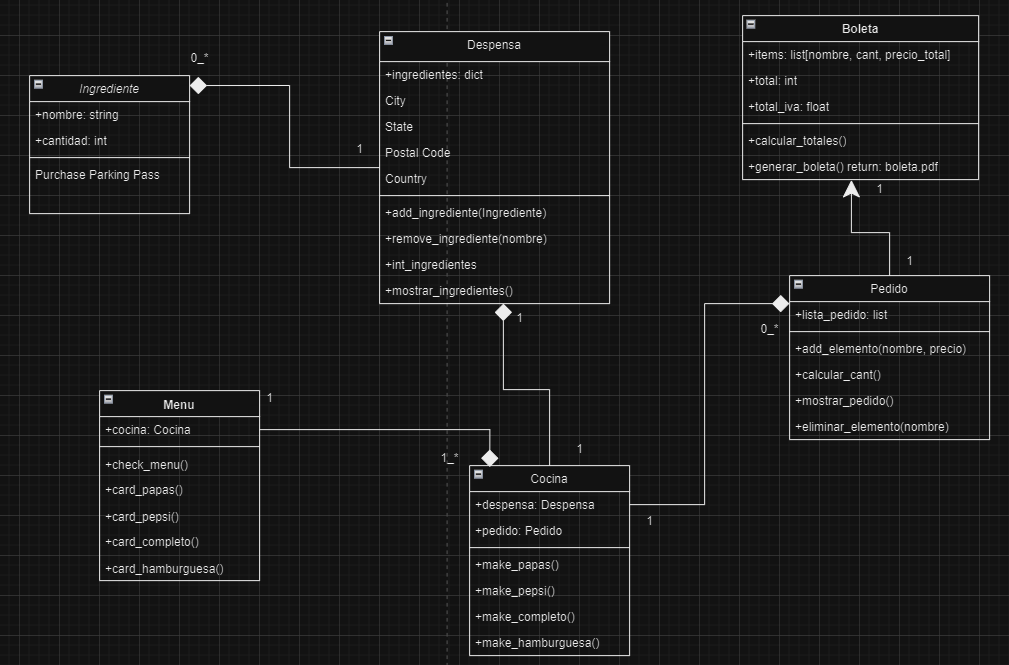 0_*
Ingrediente
+nombre: string
+cantidad: int
Purchase Parking Pass
1
Despensa
+ingredientes: dict
City
State
Postal Code
Country
+add_ingrediente(Ingrediente)
+remove_ingrediente(nombre)
+int_ingredientes
+mostrar_ingredientes()
1
Boleta
+items: list[nombre, cant, precio_total]
+total: int
+total_iva: float
+calcular_totales()
+generar_boleta() return: boleta.pdf
1
1
Pedido
+lista_pedido: list
+add_elemento(nombre, precio)
+calcular_cant()
+mostrar_pedido()
+eliminar_elemento(nombre)
0_*
Menu
+cocina: Cocina
+check_menu()
+card_papas()
+card_pepsi()
+card_completo()
+card_hamburguesa()
1
1_*
1
Cocina
+despensa: Despensa
+pedido: Pedido
+make_papas()
+make_pepsi()
+make_completo()
+make_hamburguesa()
1